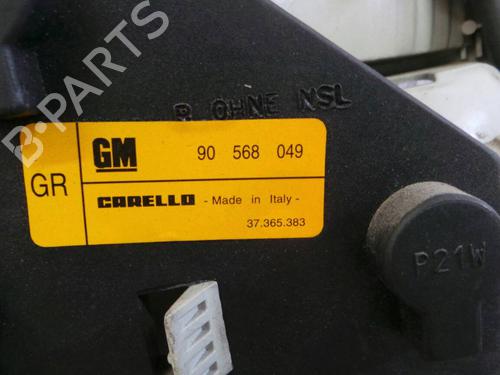 B-PARTS
R OHNE NSL
GM 90 568 049
GR
CARELLO - Made in Italy -
37.365.383
P21W